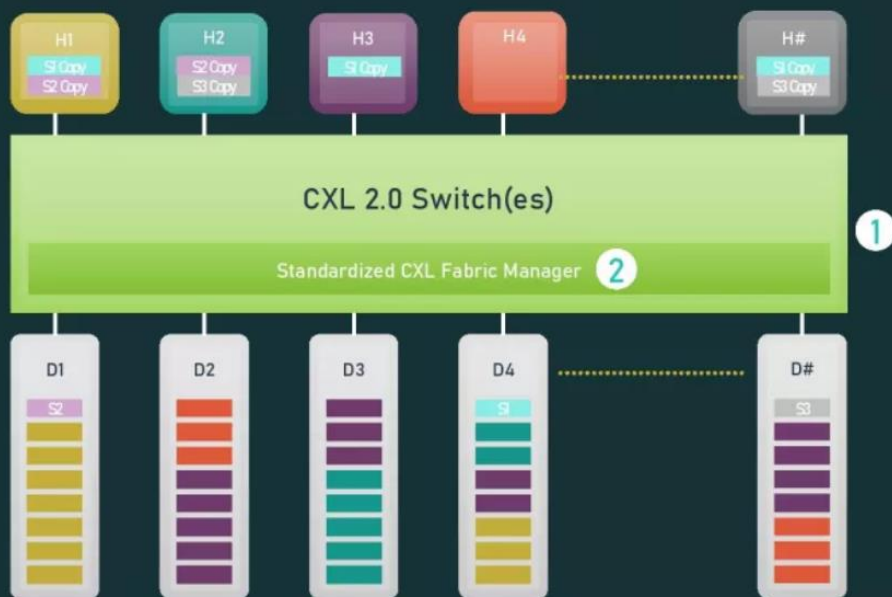 H1
S1 Copy
S2 Copy
H2
S2 Copy
S3 Copy
H3
S1 Copy
H4
H#
S1 Copy
S3 Copy
CXL 2.0 Switch(es)
1
Standardized CXL Fabric Manager
2
D1
S2
D2
D3
D4
S1
D#
S3